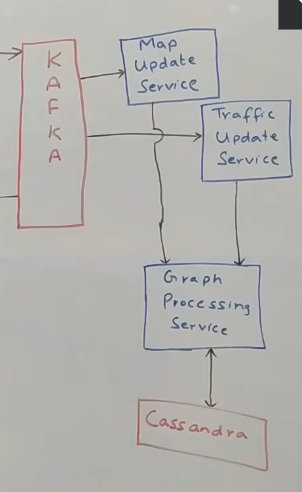 K
A
F
K
A
Map
Update
Service
Traffic
Update
Service
Graph
Processing
Service
Cassandra